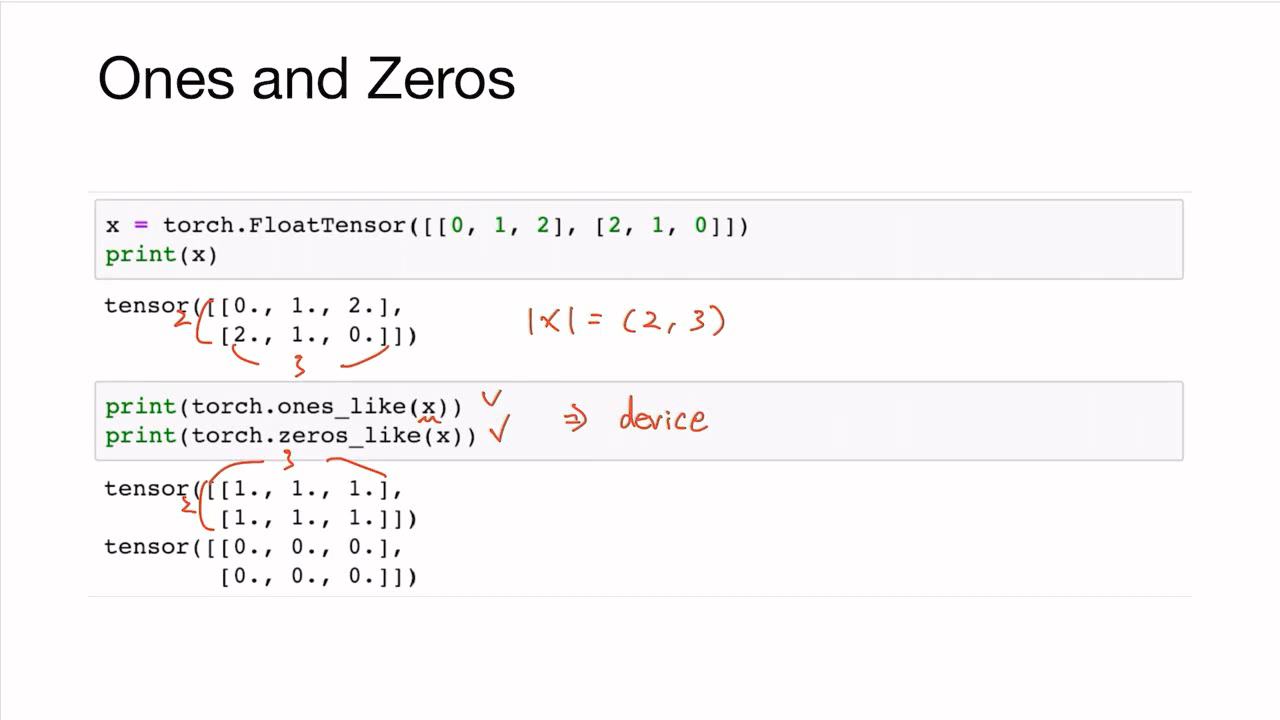 Ones and Zeros
x = torch.FloatTensor([[0, 1, 2], [2, 1, 0]])
print(x)
tensor([[0., 1., 2.],
[2., 1., 0.]])
2
3
|x| = (2, 3)
print(torch.ones_like(x))
print(torch.zeros_like(x))
⇒ device
3
tensor([[1., 1., 1.],
[1., 1., 1.]])
2
tensor([[0., 0., 0.],
[0., 0., 0.]])